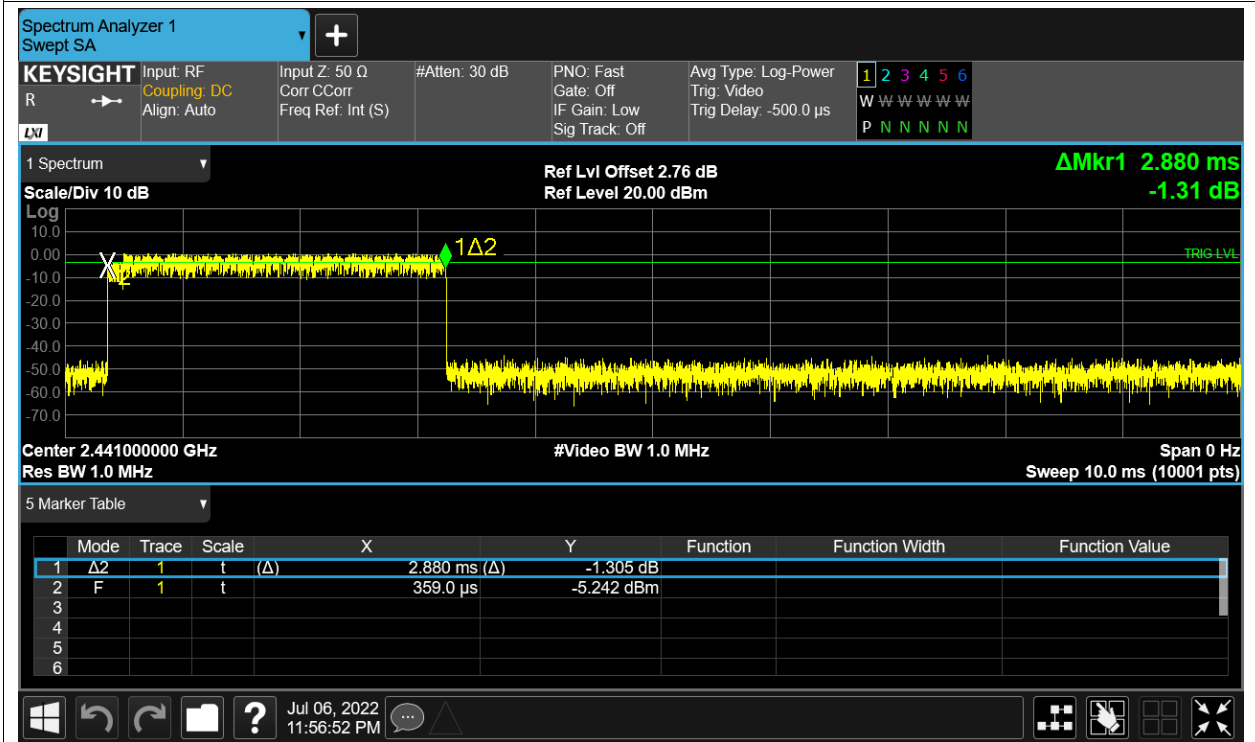 Spectrum Analyzer 1
Swept SA
KEYSIGHT
R
LXI
Input: RF
Coupling: DC
Align: Auto
Input Z: 50 Ω
Corr CCorr
Freq Ref: Int (S)
#Atten: 30 dB
PNO: Fast
Gate: Off
IF Gain: Low
Sig Track: Off
Avg Type: Log-Power
Trig: Video
Trig Delay: -500.0 µs
1 2 3 4 5 6
W W W W W W
P N N N N N
1 Spectrum
Scale/Div 10 dB
Ref Lvl Offset 2.76 dB
Ref Level 20.00 dBm
ΔMkr1 2.880 ms
-1.31 dB
Log
10.0
0.00
-10.0
-20.0
-30.0
-40.0
-50.0
-60.0
-70.0
X
2
1Δ2
TRIG LVL
Center 2.441000000 GHz
Res BW 1.0 MHz
#Video BW 1.0 MHz
Span 0 Hz
Sweep 10.0 ms (10001 pts)
5 Marker Table
Mode Trace Scale X Y Function Function Width Function Value
1 Δ2 1 t (Δ) 2.880 ms (Δ) -1.305 dB
2 F 1 t 359.0 µs -5.242 dBm
3
4
5
6
?
Jul 06, 2022
11:56:52 PM